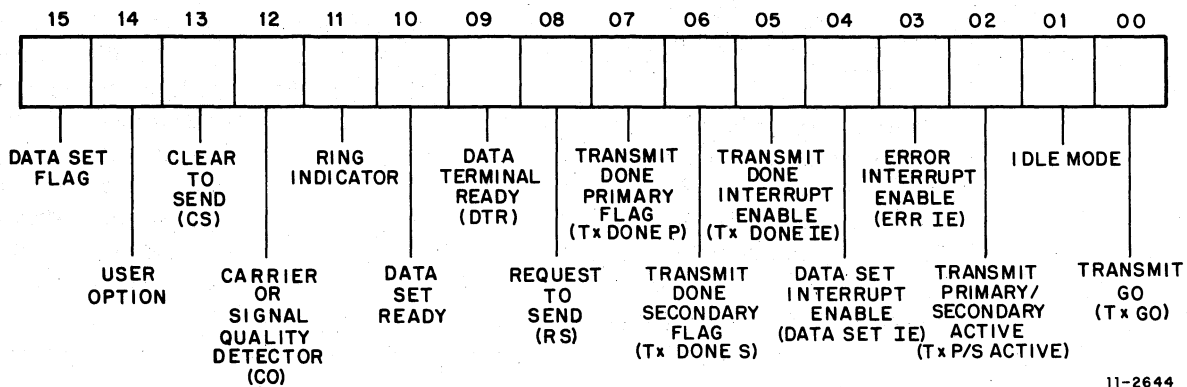 15 14 13 12 11 10 09 08 07 06 05 04 03 02 01 00
DATA SET
FLAG
USER
OPTION
CLEAR
TO
SEND
(CS)
CARRIER
OR
SIGNAL
QUALITY
DETECTOR
(CO)
RING
INDICATOR
DATA
SET
READY
DATA
TERMINAL
READY
(DTR)
REQUEST
TO
SEND
(RS)
TRANSMIT
DONE
PRIMARY
FLAG
(Tx DONE P)
TRANSMIT
DONE
SECONDARY
FLAG
(Tx DONE S)
TRANSMIT
DONE
INTERRUPT
ENABLE
(Tx DONE IE)
DATA SET
INTERRUPT
ENABLE
(DATA SET IE)
ERROR
INTERRUPT
ENABLE
(ERR IE)
TRANSMIT
PRIMARY/
SECONDARY
ACTIVE
(Tx P/S ACTIVE)
IDLE MODE
TRANSMIT
GO
(Tx GO)
11-2644